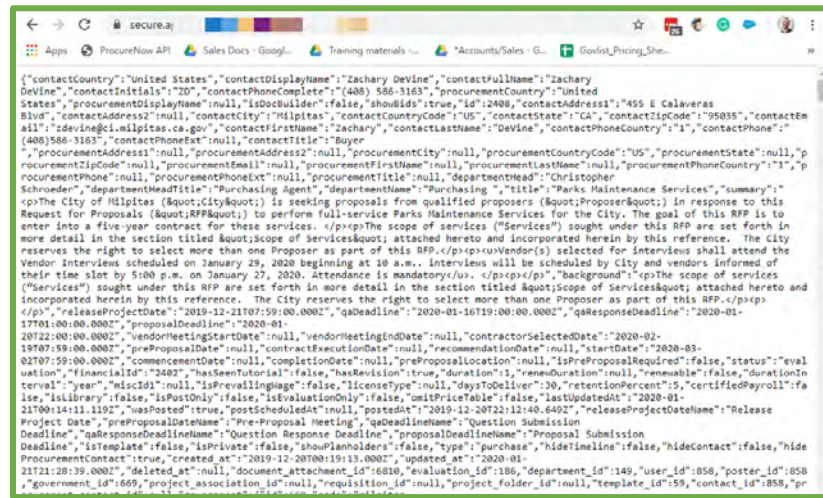 secure.a
Apps ProcureNow API Sales Docs - Googl... Training materials -... *Accounts/Sales - G... Govlist_Pricing_She... »
{"contactCountry":"United States","contactDisplayName":"Zachary DeVine","contactFullName":"Zachary
DeVine","contactInitials":"ZD","contactPhoneComplete":"(408) 586-3163","procurementCountry":"United
States","procurementDisplayName":null,"isDocBuilder":false,"showBids":true,"id":2408,"contactAddress1":"455 E Calaveras
Blvd","contactAddress2":null,"contactCity":"Milpitas","contactCountryCode":"US","contactState":"CA","contactZipCode":"95035","contactEm
ail":"zdevine@ci.milpitas.ca.gov","contactFirstName":"Zachary","contactLastName":"DeVine","contactPhoneCountry":"1","contactPhone":"
(408)586-3163","contactPhoneExt":null,"contactTitle":"Buyer
","procurementAddress1":null,"procurementAddress2":null,"procurementCity":null,"procurementCountryCode":"US","procurementState":null,"p
rocurementZipCode":null,"procurementEmail":null,"procurementFirstName":null,"procurementLastName":null,"procurementPhoneCountry":"1","p
rocurementPhone":null,"procurementPhoneExt":null,"procurementTitle":null,"departmentHead":"Christopher
Schroeder","departmentHeadTitle":"Purchasing Agent","departmentName":"Purchasing ","title":"Parks Maintenance Services","summary":"
<p>The City of Milpitas (&quot;City&quot;) is seeking proposals from qualified proposers (&quot;Proposer&quot;) in response to this
Request for Proposals (&quot;RFP&quot;) to perform full-service Parks Maintenance Services for the City. The goal of this RFP is to
enter into a five-year contract for these services. </p><p>The scope of services ("Services") sought under this RFP are set forth in
more detail in the section titled &quot;Scope of Services&quot; attached hereto and incorporated herein by this reference.  The City
reserves the right to select more than one Proposer as part of this RFP.</p><p><u>Vendor(s) selected for interviews shall attend the
Vendor Interviews scheduled on January 29, 2020 beginning at 10 a.m.. interviews will be scheduled by City and vendors informed of
their time slot by 5:00 p.m. on January 27, 2020. Attendance is mandatory</u>. </p><p></p>","background":"<p>The scope of services
("Services") sought under this RFP are set forth in more detail in the section titled &quot;Scope of Services&quot; attached hereto and
incorporated herein by this reference.  The City reserves the right to select more than one Proposer as part of this RFP.</p><p>
</p>","releaseProjectDate":"2019-12-21T07:59:00.000Z","qaDeadline":"2020-01-16T19:00:00.000Z","qaResponseDeadline":"2020-01-
17T01:00:00.000Z","proposalDeadline":"2020-01-
20T22:00:00.000Z","vendorMeetingStartDate":null,"vendorMeetingEndDate":null,"contractorSelectedDate":"2020-02-
19T07:59:00.000Z","preProposalDate":null,"contractExecutionDate":null,"recommendationDate":null,"startDate":"2020-03-
02T07:59:00.000Z","commencementDate":null,"completionDate":null,"preProposalLocation":null,"isPreProposalRequired":false,"status":"eval
uation","financialId":"2402","hasSeenTutorial":false,"hasRevision":true,"duration":1,"renewDuration":null,"renewable":false,"durationIn
terval":"year","miscId1":null,"isPrevailingWage":false,"licenseType":null,"daysToDeliver":30,"retentionPercent":5,"certifiedPayroll":fa
lse,"isLibrary":false,"isPostOnly":false,"isEvaluationOnly":false,"omitPriceTable":false,"lastUpdatedAt":"2020-01-
21T00:14:11.119Z","wasPosted":true,"postScheduledAt":null,"postedAt":"2019-12-20T22:12:40.649Z","releaseProjectDateName":"Release
Project Date","preProposalDateName":"Pre-Proposal Meeting","qaDeadlineName":"Question Submission
Deadline","qaResponseDeadlineName":"Question Response Deadline","proposalDeadlineName":"Proposal Submission
Deadline","isTemplate":false,"isPrivate":false,"showPlanholders":false,"type":"purchase","hideTimeline":false,"hideContact":false,"hide
ProcurementContact":true,"created_at":"2019-12-20T00:19:13.000Z","updated_at":"2020-01-
21T21:28:39.000Z","deleted_at":null,"document_attachment_id":6810,"evaluation_id":186,"department_id":149,"user_id":858,"poster_id":858
,"government_id":669,"project_association_id":null,"requisition_id":null,"project_folder_id":null,"template_id":59,"contact_id":858,"pr